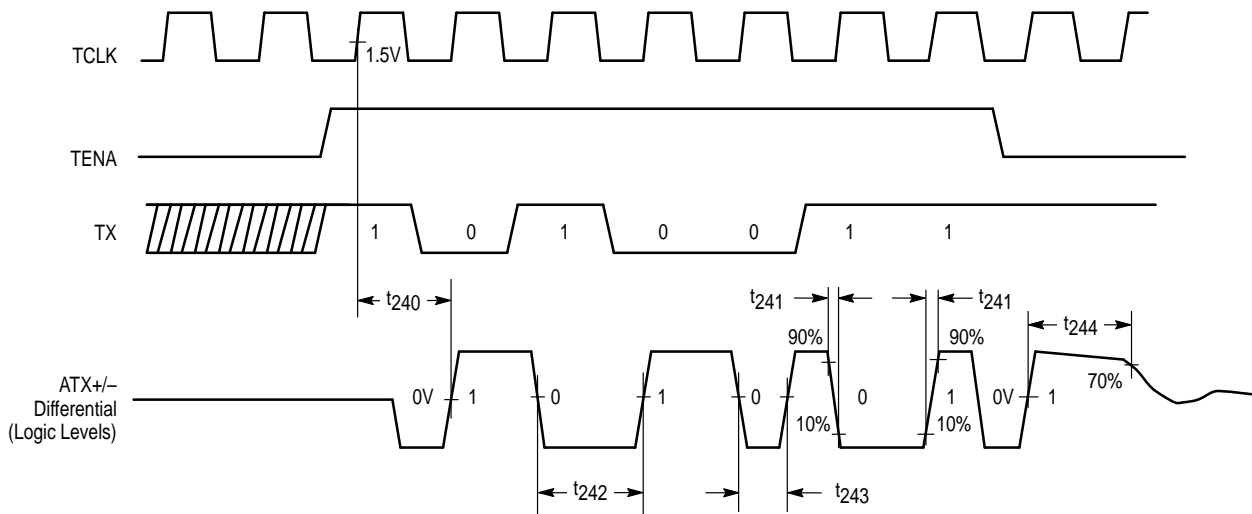 TCLK
1.5V
TENA
TX
1 0 1 0 0 1 1
t240
t241
t241
t244
90%
90%
70%
ATX+/–
Differential
(Logic Levels)
0V 1 0 1 0 0 1 0V 1
10%
10%
t242
t243